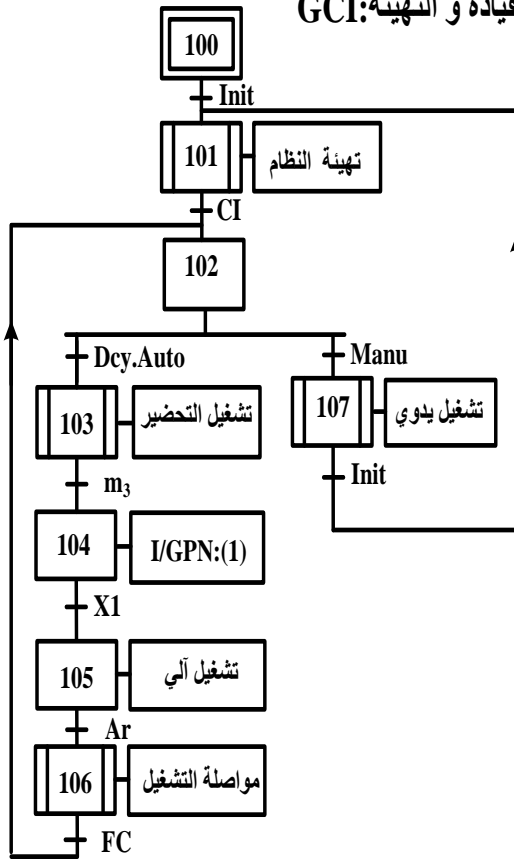 القيادة و التهيئة:GCI
100
Init
101
تهيئة النظام
CI
102
Dcy.Auto
Manu
103
تشغيل التحضير
107
تشغيل يدوي
m₃
Init
104
I/GPN:(1)
X1
105
تشغيل آلي
Ar
106
مواصلة التشغيل
FC